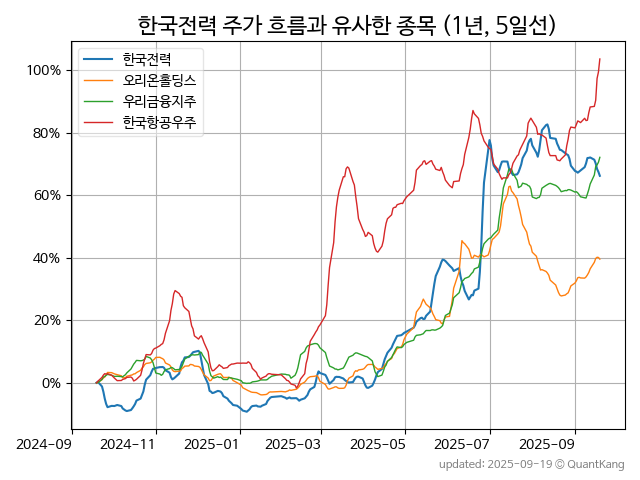 한국전력 주가 흐름과 유사한 종목 (1년, 5일선)
한국전력
오리온홀딩스
우리금융지주
한국항공우주
100%
80%
60%
40%
20%
0%
2024-09 2024-11 2025-01 2025-03 2025-05 2025-07 2025-09
updated: 2025-09-19 © QuantKang